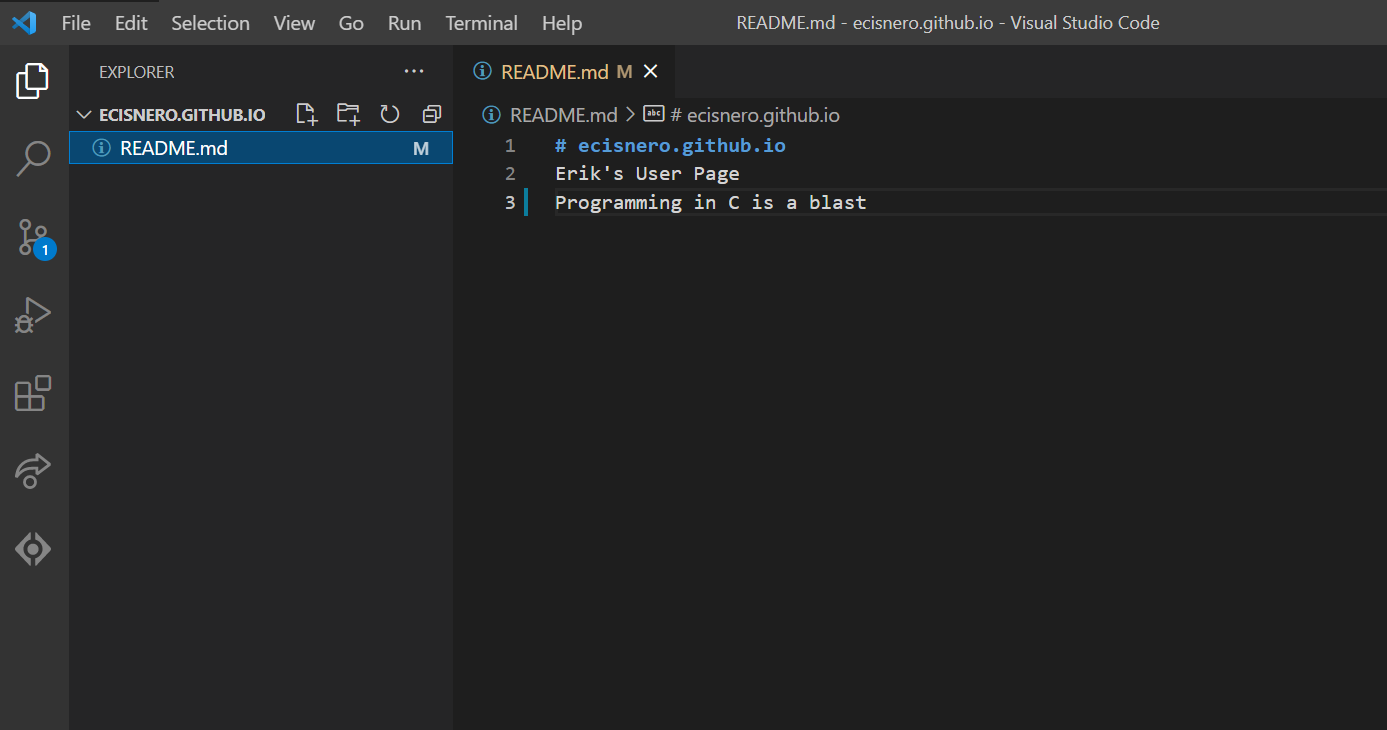 File Edit Selection View Go Run Terminal Help README.md - ecisnero.github.io - Visual Studio Code
EXPLORER
ECISNERO.GITHUB.IO
README.md M
1
README.md M
README.md > abc # ecisnero.github.io
1 # ecisnero.github.io
2 Erik's User Page
3 Programming in C is a blast